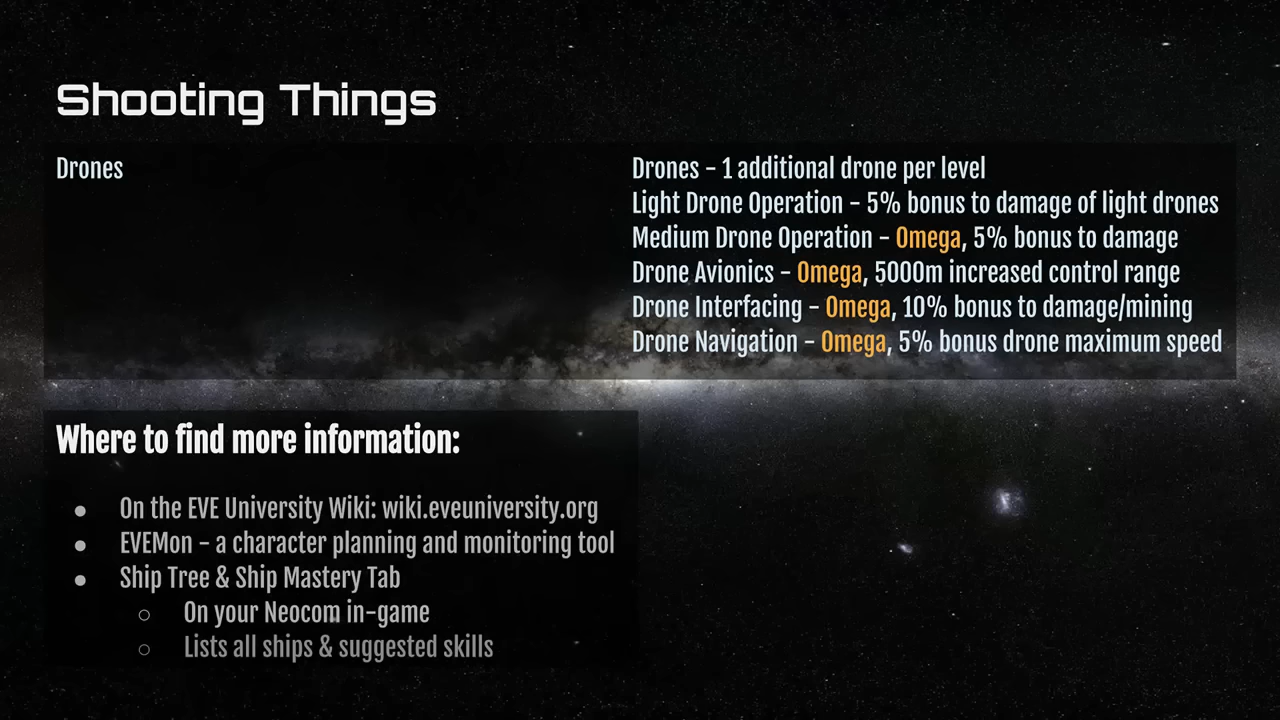 Shooting Things
Drones
Drones – 1 additional drone per level
Light Drone Operation – 5% bonus to damage of light drones
Medium Drone Operation – Omega, 5% bonus to damage
Drone Avionics – Omega, 5000m increased control range
Drone Interfacing – Omega, 10% bonus to damage/mining
Drone Navigation – Omega, 5% bonus drone maximum speed
Where to find more information:
● On the EVE University Wiki: wiki.eveuniversity.org
● EVEMon – a character planning and monitoring tool
● Ship Tree & Ship Mastery Tab
○ On your Neocom in-game
○ Lists all ships & suggested skills